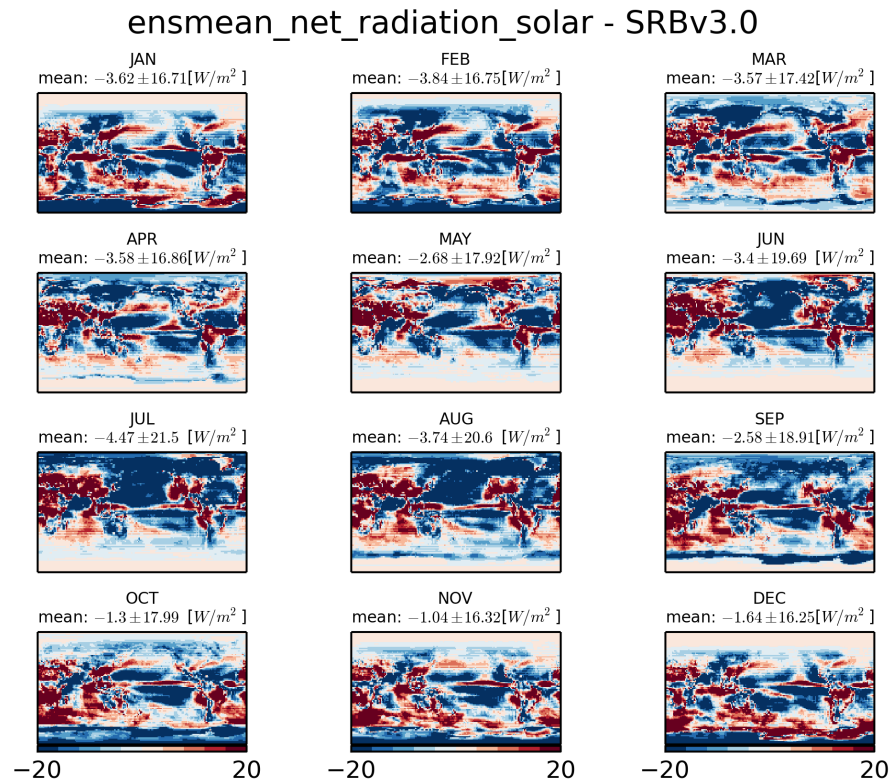 ensmean_net_radiation_solar - SRBv3.0
JAN FEB MAR
mean: −3.62±16.71[W/m² ] mean: −3.84±16.75[W/m² ] mean: −3.57±17.42[W/m² ]
APR MAY JUN
mean: −3.58±16.86[W/m² ] mean: −2.68±17.92[W/m² ] mean: −3.4±19.69 [W/m² ]
JUL AUG SEP
mean: −4.47±21.5 [W/m² ] mean: −3.74±20.6 [W/m² ] mean: −2.58±18.91[W/m² ]
OCT NOV DEC
mean: −1.3±17.99 [W/m² ] mean: −1.04±16.32[W/m² ] mean: −1.64±16.25[W/m² ]
−20 20 −20 20 −20 20